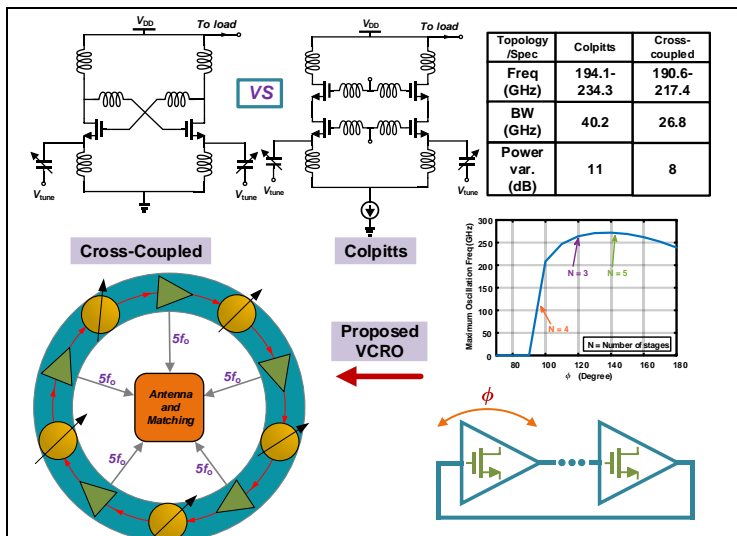 VDD
To load
VDD
To load
VS
Vtune
Vtune
Vtune
Vtune
Cross-Coupled
Colpitts
Topology
/Spec
Colpitts
Cross-
coupled
Freq
(GHz)
194.1-
234.3
190.6-
217.4
BW
(GHz)
40.2
26.8
Power
var.
(dB)
11
8
Maximum Oscillation Freq (GHz)
300
250
200
150
100
50
0
N = 3
N = 5
N = 4
N = Number of stages
80
100
120
140
160
180
ϕ (Degree)
Proposed
VCRO
5fo
5fo
5fo
5fo
5fo
Antenna
and
Matching
ϕ